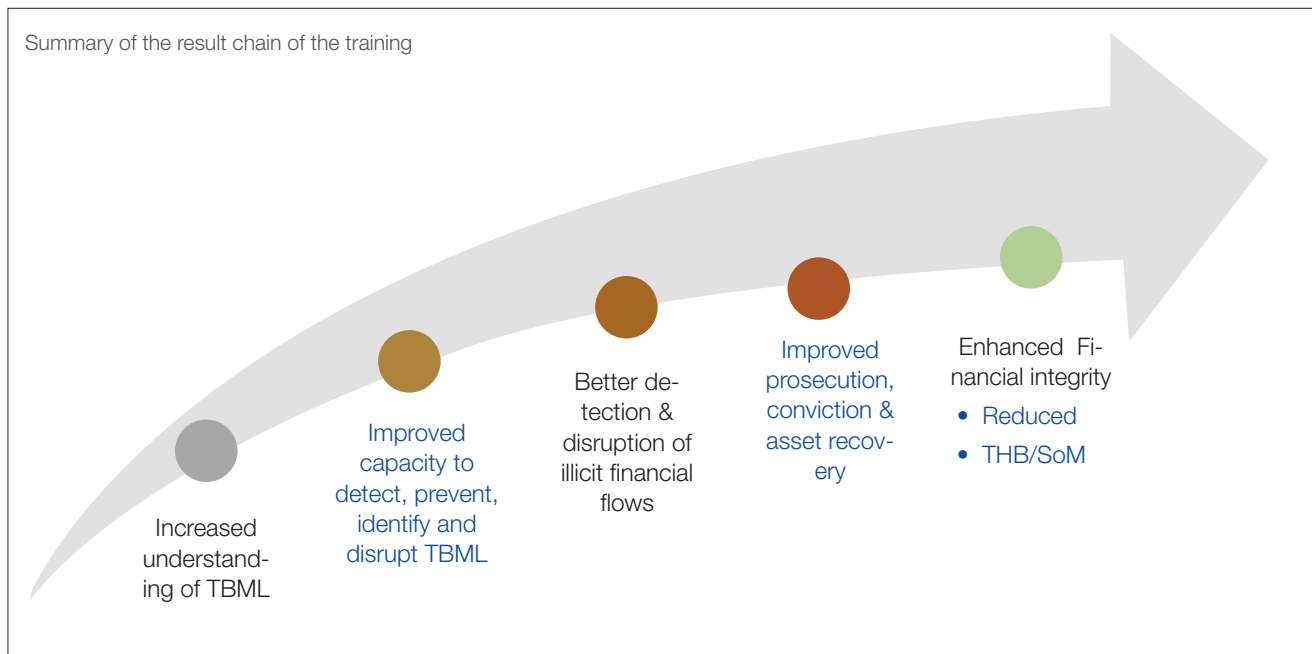 Summary of the result chain of the training
Increased
understand-
ing of TBML
Improved
capacity to
detect, prevent,
identify and
disrupt TBML
Better de-
tection &
disruption of
illicit financial
flows
Improved
prosecution,
conviction &
asset recov-
ery
Enhanced Fi-
nancial integrity
• Reduced
• THB/SoM